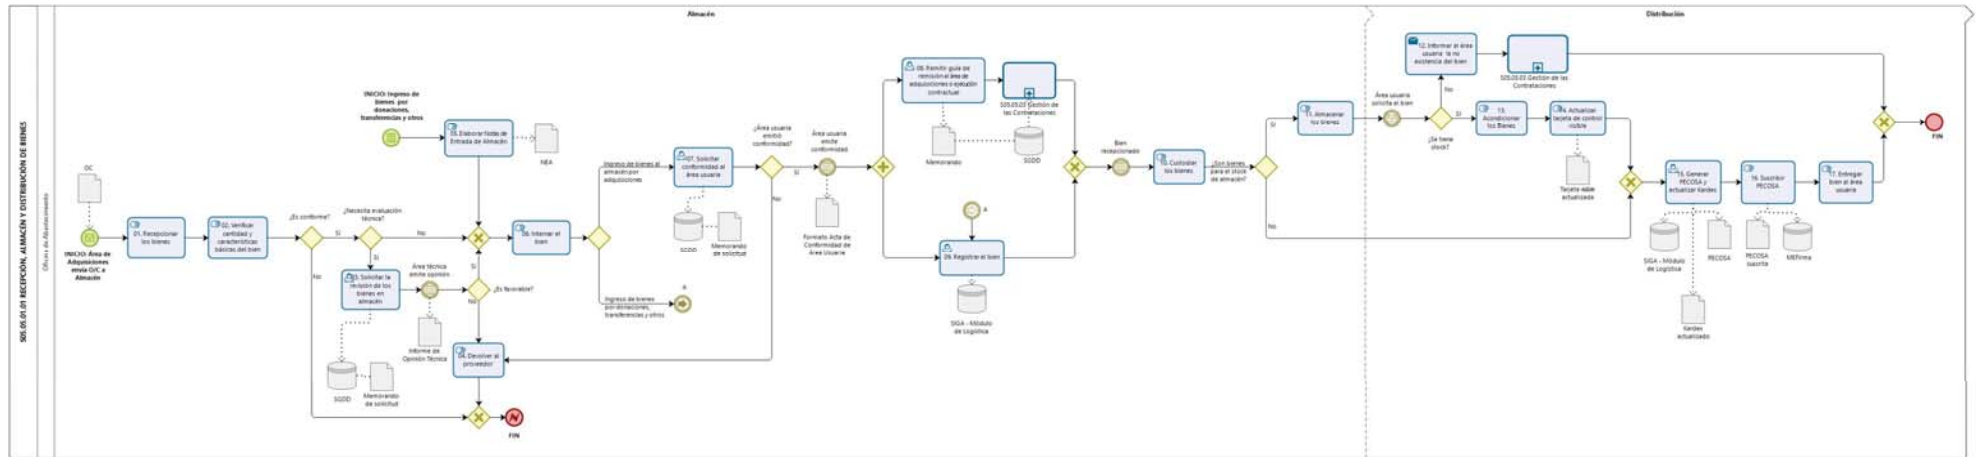 S05.05.01.01 RECEPCIÓN, ALMACÉN Y DISTRIBUCIÓN DE BIENES
Oficina de Abastecimiento
Almacén
Distribución
OC
INICIO: Área de
Adquisiciones
envía O/C a
Almacén
01. Recepcionar
los bienes
02. Verificar
cantidad y
características
básicas del bien
¿Es conforme?
Si
No
¿Necesita evaluación
técnica?
No
Si
03. Solicitar la
revisión de los
bienes en
almacén
SGDD
Memorando
de solicitud
Área técnica
emite opinión
Informe de
Opinión Técnica
¿Es favorable?
Si
No
04. Devolver al
proveedor
FIN
INICIO: Ingreso de
bienes por
donaciones,
transferencias y otros
05. Elaborar Notas de
Entrada de Almacén
NEA
06. Internar el
bien
Ingreso de bienes al
almacén por
adquisiciones
Ingreso de bienes
por donaciones,
transferencias y otros
A
07. Solicitar
conformidad al
área usuaria
SGDD
Memorando
de solicitud
¿Área usuaria
emitió
conformidad?
Si
No
Área usuaria
emite
conformidad
Formato Acta de
Conformidad de
Área Usuaria
08. Remitir guía de
remisión al área de
adquisiciones o ejecución
contractual
Memorando
S05.05.03 Gestión de
las Contrataciones
SGDD
A
09. Registrar el bien
SIGA - Módulo
de Logística
Bien
recepcionado
10. Custodiar
los bienes
¿Son bienes
para el stock
de almacén?
Si
No
11. Almacenar
los bienes
Área usuaria
solicita el bien
¿Se tiene
stock?
No
Si
12. Informar al área
usuaria la no
existencia del bien
S05.05.03 Gestión de las
Contrataciones
13.
Acondicionar
los Bienes
14. Actualizar
tarjeta de control
visible
Tarjeta
actualizada
15. Generar
PECOSA y
actualizar Kardex
SIGA - Módulo
de Logística
PECOSA
Kardex
actualizado
16. Suscribir
PECOSA
PECOSA
suscrita
MEFirma
17. Entregar
bien al área
usuaria
FIN